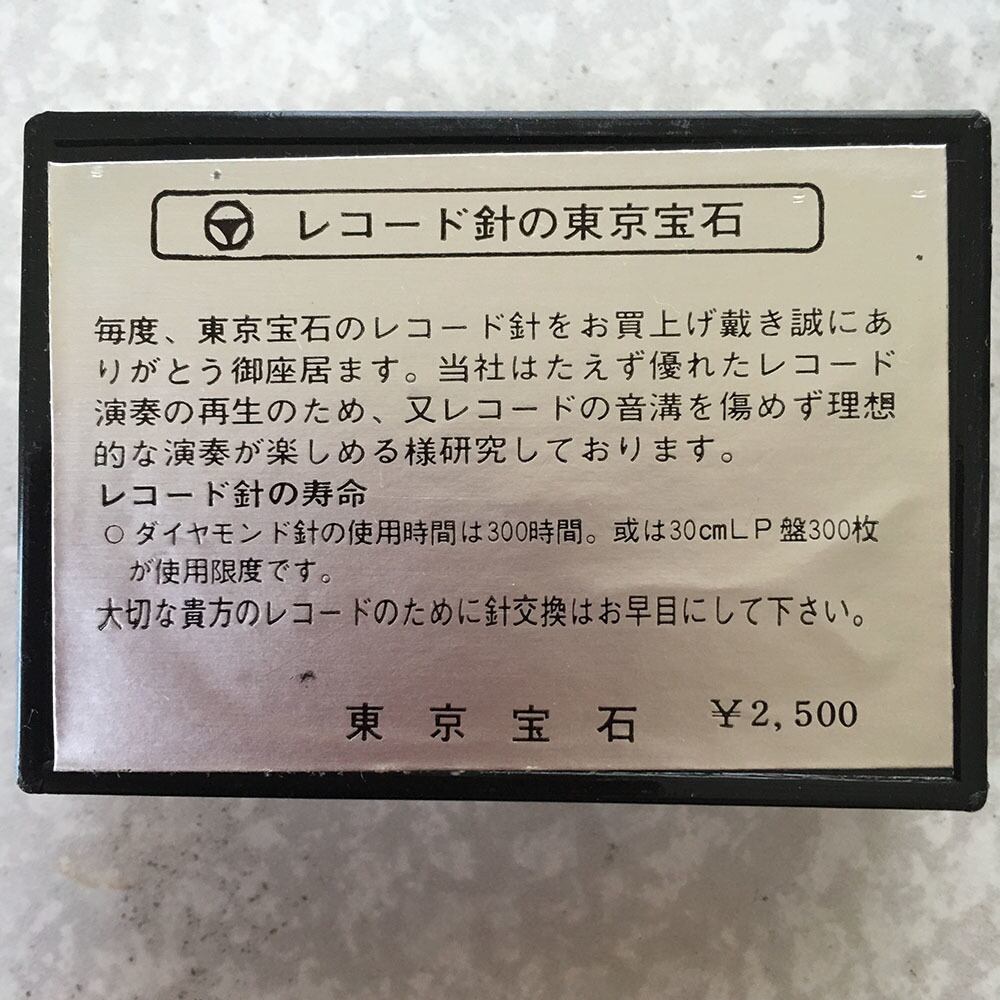 レコード針の東京宝石
毎度、東京宝石のレコード針をお買上げ戴き誠にあ
りがとう御座居ます。当社はたえず優れたレコード
演奏の再生のため、又レコードの音溝を傷めず理想
的な演奏が楽しめる様研究しております。
レコード針の寿命
○ ダイヤモンド針の使用時間は300時間。或は30cmLP盤300枚
が使用限度です。
大切な貴方のレコードのために針交換はお早目にして下さい。
東京宝石 ¥2,500